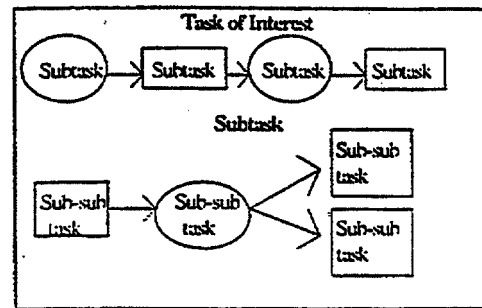 Task of Interest
Subtask Subtask Subtask Subtask
Subtask
Sub-sub
task
Sub-sub
task
Sub-sub
task
Sub-sub
task